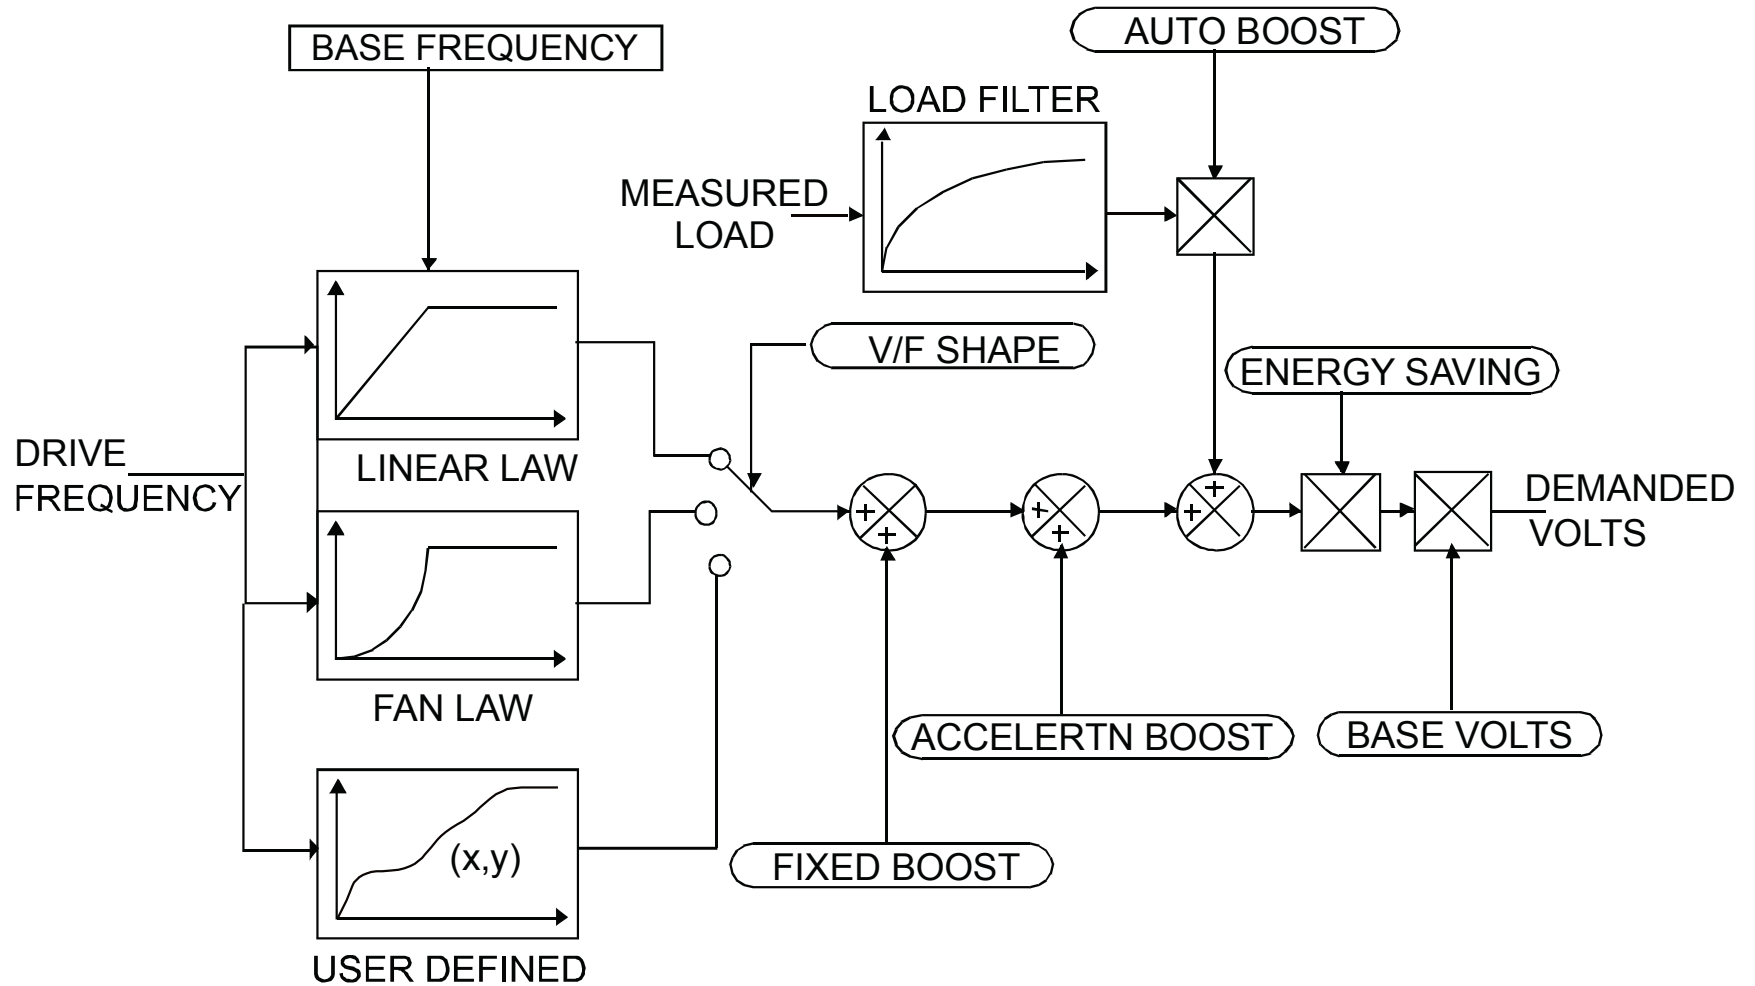 BASE FREQUENCY
AUTO BOOST
LOAD FILTER
MEASURED
LOAD
V/F SHAPE
ENERGY SAVING
DRIVE
FREQUENCY
LINEAR LAW
+
+
+
+
+
+
DEMANDED
VOLTS
FAN LAW
ACCELERTN BOOST
BASE VOLTS
(x,y)
FIXED BOOST
USER DEFINED